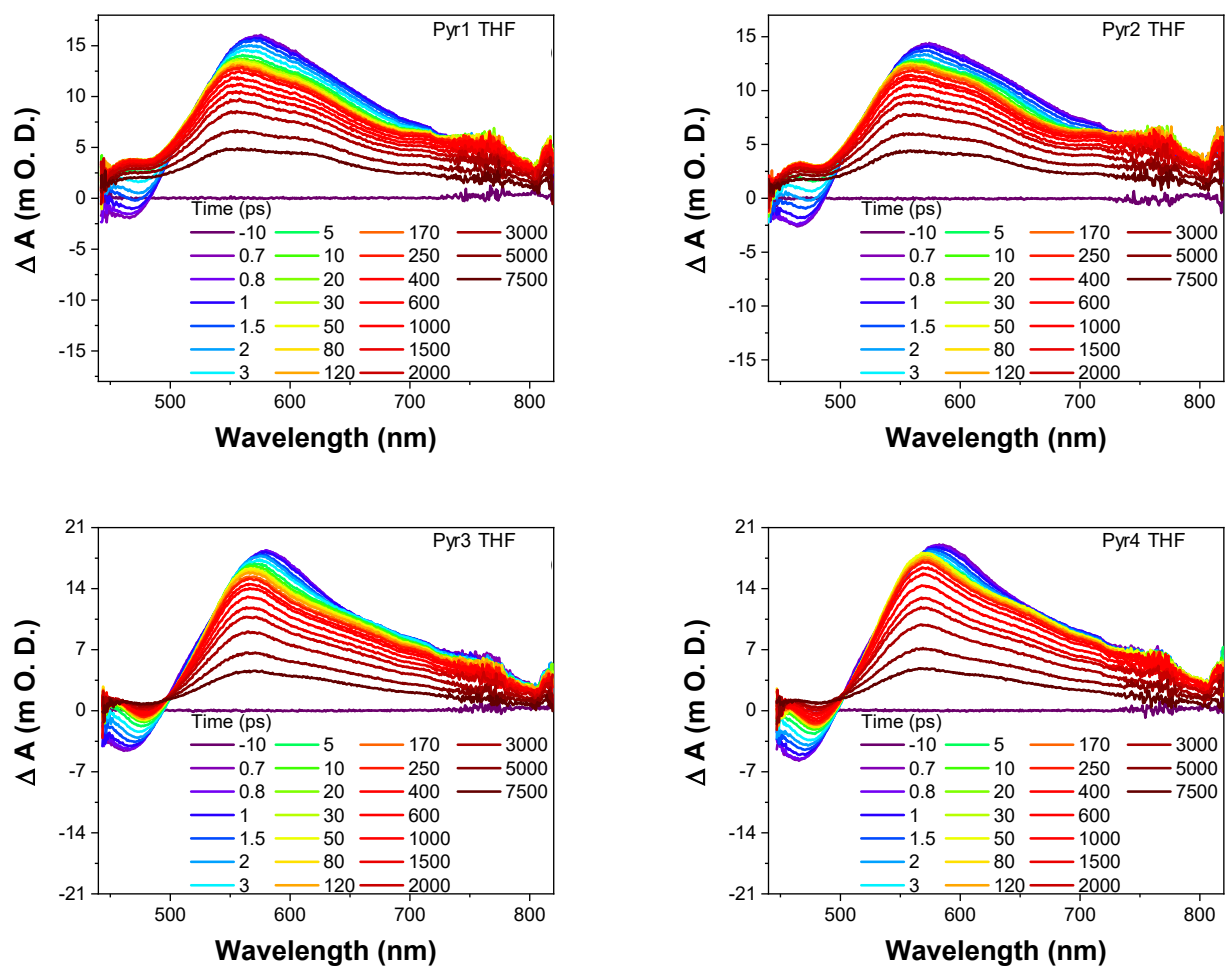 Pyr1 THF
15
10
5
0
-5
-10
-15
Δ A (m O. D.)
Time (ps)
-10 5 170 3000
0.7 10 250 5000
0.8 20 400 7500
1 30 600
1.5 50 1000
2 80 1500
3 120 2000
500 600 700 800
Wavelength (nm)
Pyr2 THF
15
10
5
0
-5
-10
-15
Δ A (m O. D.)
Time (ps)
-10 5 170 3000
0.7 10 250 5000
0.8 20 400 7500
1 30 600
1.5 50 1000
2 80 1500
3 120 2000
500 600 700 800
Wavelength (nm)
Pyr3 THF
21
14
7
0
-7
-14
-21
Δ A (m O. D.)
Time (ps)
-10 5 170 3000
0.7 10 250 5000
0.8 20 400 7500
1 30 600
1.5 50 1000
2 80 1500
3 120 2000
500 600 700 800
Wavelength (nm)
Pyr4 THF
21
14
7
0
-7
-14
-21
Δ A (m O. D.)
Time (ps)
-10 5 170 3000
0.7 10 250 5000
0.8 20 400 7500
1 30 600
1.5 50 1000
2 80 1500
3 120 2000
500 600 700 800
Wavelength (nm)